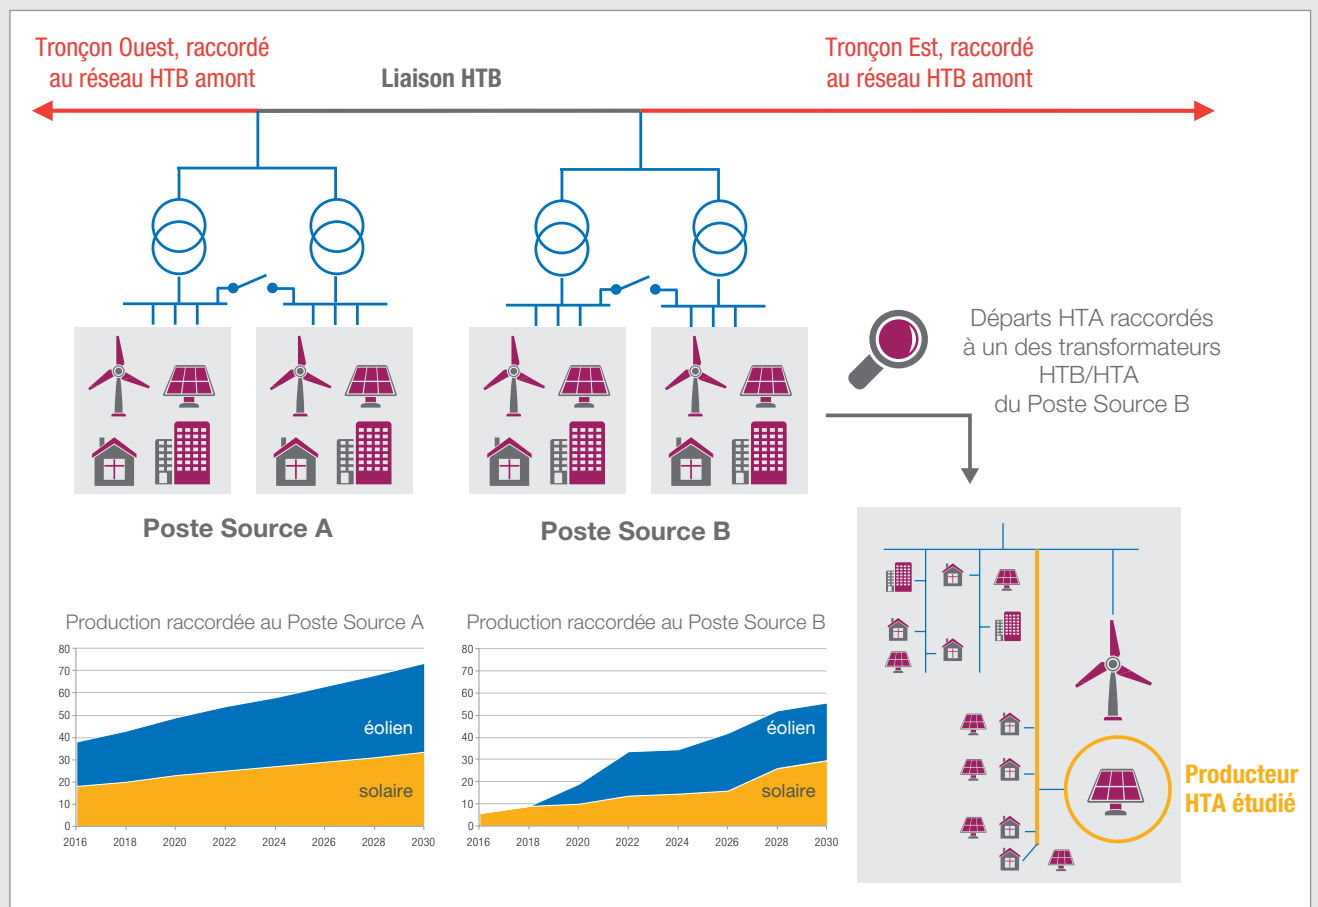 Tronçon Ouest, raccordé
au réseau HTB amont
Liaison HTB
Tronçon Est, raccordé
au réseau HTB amont
Départs HTA raccordés
à un des transformateurs
HTB/HTA
du Poste Source B
Poste Source A
Poste Source B
Production raccordée au Poste Source A
80
70
60
50
40
30
20
10
0
éolien
solaire
2016 2018 2020 2022 2024 2026 2028 2030
Production raccordée au Poste Source B
80
70
60
50
40
30
20
10
0
éolien
solaire
2016 2018 2020 2022 2024 2026 2028 2030
Producteur
HTA étudié